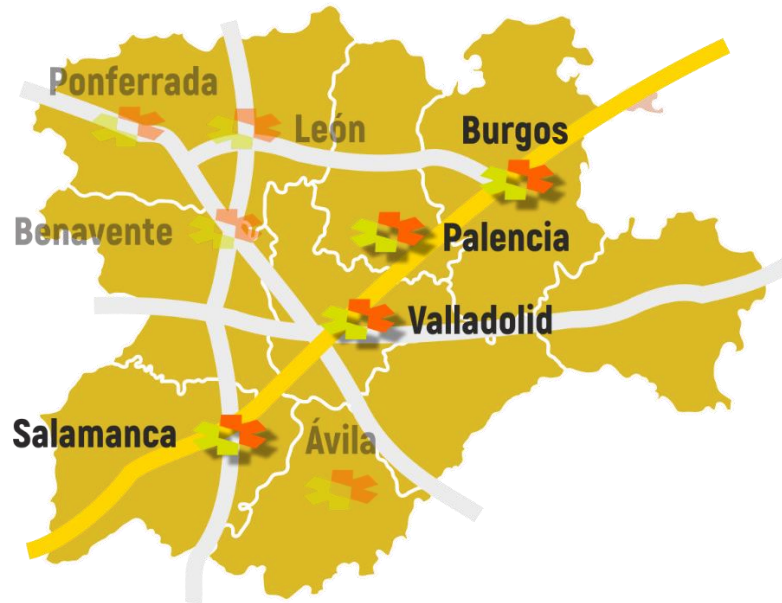 Ponferrada
León
Burgos
Benavente
Palencia
Valladolid
Salamanca
Ávila